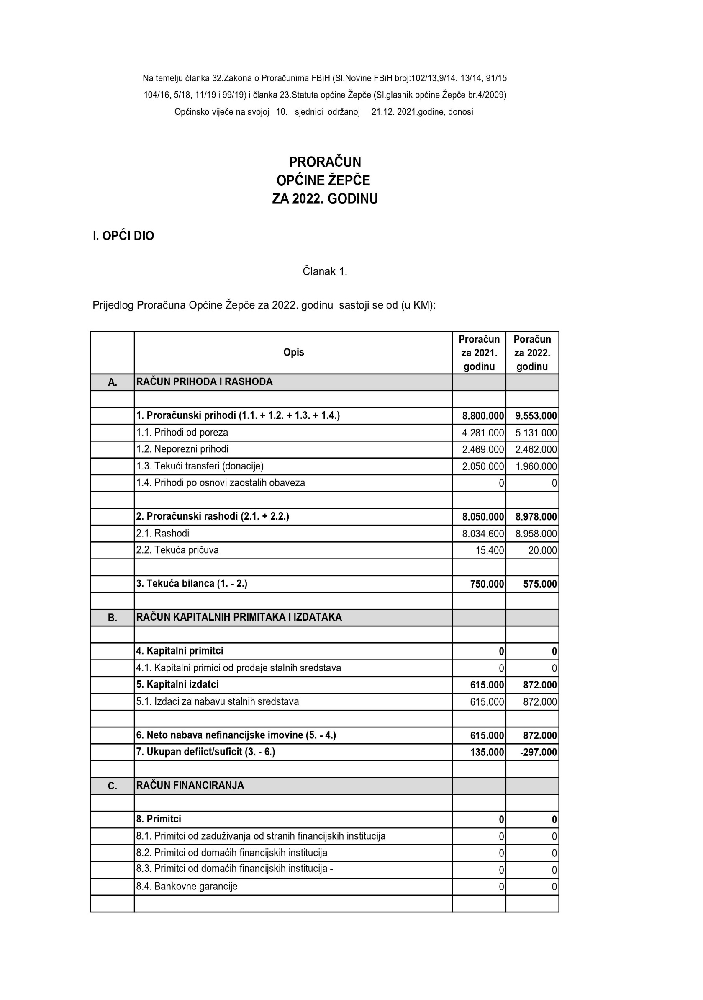 Na temelju članka 32.Zakona o Proračunima FBiH (Sl.Novine FBiH broj:102/13,9/14, 13/14, 91/15
104/16, 5/18, 11/19 i 99/19) i članka 23.Statuta općine Žepče (Sl.glasnik općine Žepče br.4/2009)
Općinsko vijeće na svojoj 10. sjednici održanoj 21.12. 2021.godine, donosi
PRORAČUN
OPĆINE ŽEPČE
ZA 2022. GODINU
I. OPĆI DIO
Članak 1.
Prijedlog Proračuna Općine Žepče za 2022. godinu sastoji se od (u KM):
Opis
Proračun za 2021. godinu
Poračun za 2022. godinu
A. RAČUN PRIHODA I RASHODA
1. Proračunski prihodi (1.1. + 1.2. + 1.3. + 1.4.) 8.800.000 9.553.000
1.1. Prihodi od poreza 4.281.000 5.131.000
1.2. Neporezni prihodi 2.469.000 2.462.000
1.3. Tekući transferi (donacije) 2.050.000 1.960.000
1.4. Prihodi po osnovi zaostalih obaveza 0 0
2. Proračunski rashodi (2.1. + 2.2.) 8.050.000 8.978.000
2.1. Rashodi 8.034.600 8.958.000
2.2. Tekuća pričuva 15.400 20.000
3. Tekuća bilanca (1. - 2.) 750.000 575.000
B. RAČUN KAPITALNIH PRIMITAKA I IZDATAKA
4. Kapitalni primitci 0 0
4.1. Kapitalni primici od prodaje stalnih sredstava 0 0
5. Kapitalni izdatci 615.000 872.000
5.1. Izdaci za nabavu stalnih sredstava 615.000 872.000
6. Neto nabava nefinancijske imovine (5. - 4.) 615.000 872.000
7. Ukupan defiict/suficit (3. - 6.) 135.000 -297.000
C. RAČUN FINANCIRANJA
8. Primitci 0 0
8.1. Primitci od zaduživanja od stranih financijskih institucija 0 0
8.2. Primitci od domaćih financijskih institucija 0 0
8.3. Primitci od domaćih financijskih institucija - 0 0
8.4. Bankovne garancije 0 0